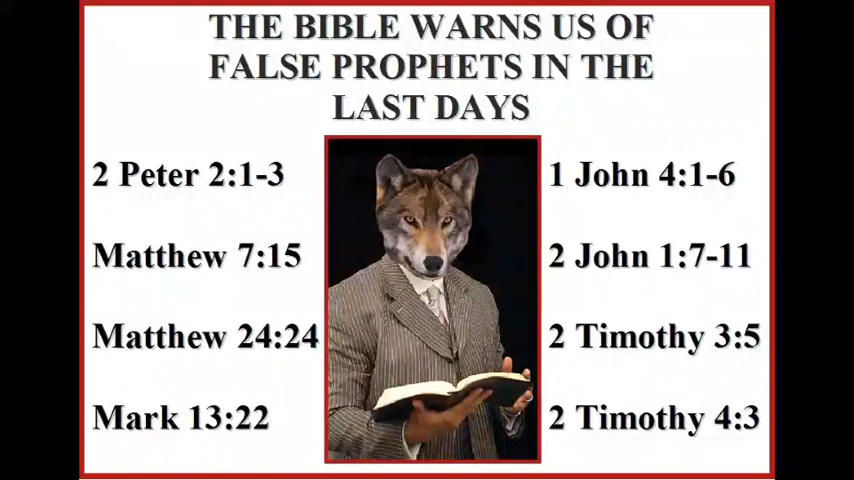 THE BIBLE WARNS US OF
FALSE PROPHETS IN THE
LAST DAYS
2 Peter 2:1-3
Matthew 7:15
Matthew 24:24
Mark 13:22
1 John 4:1-6
2 John 1:7-11
2 Timothy 3:5
2 Timothy 4:3